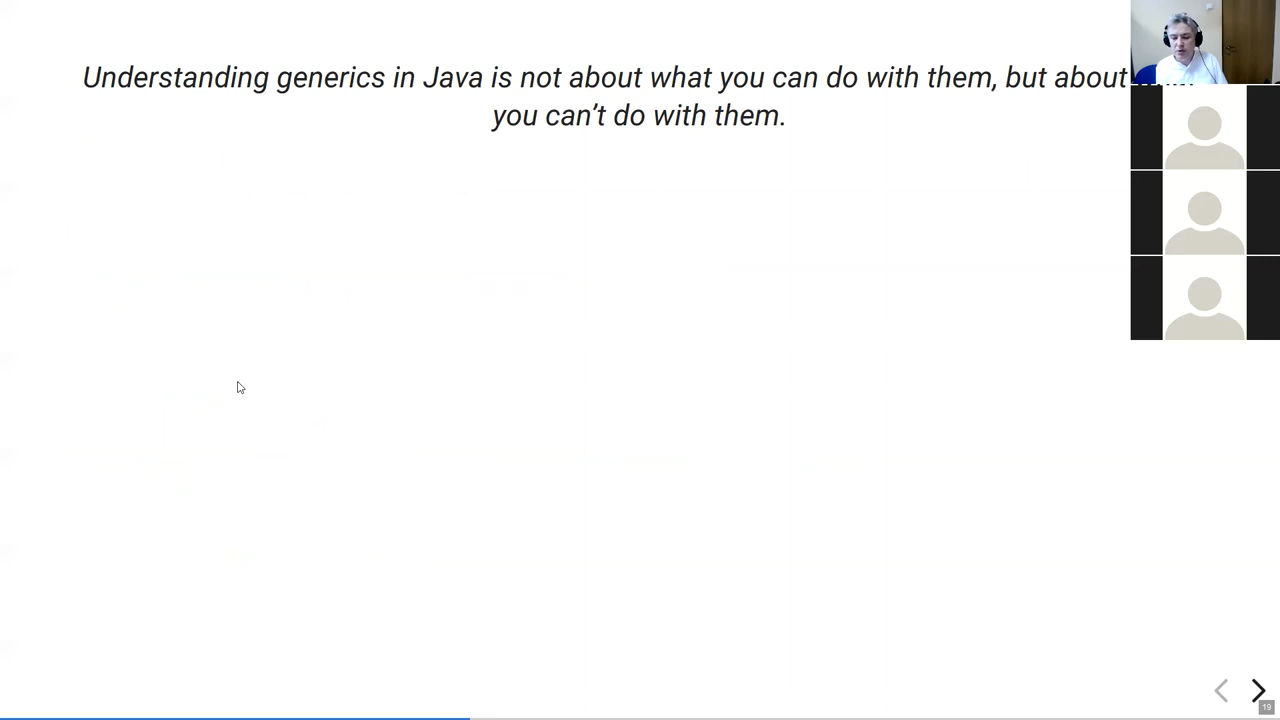 Understanding generics in Java is not about what you can do with them, but about
you can’t do with them.
19